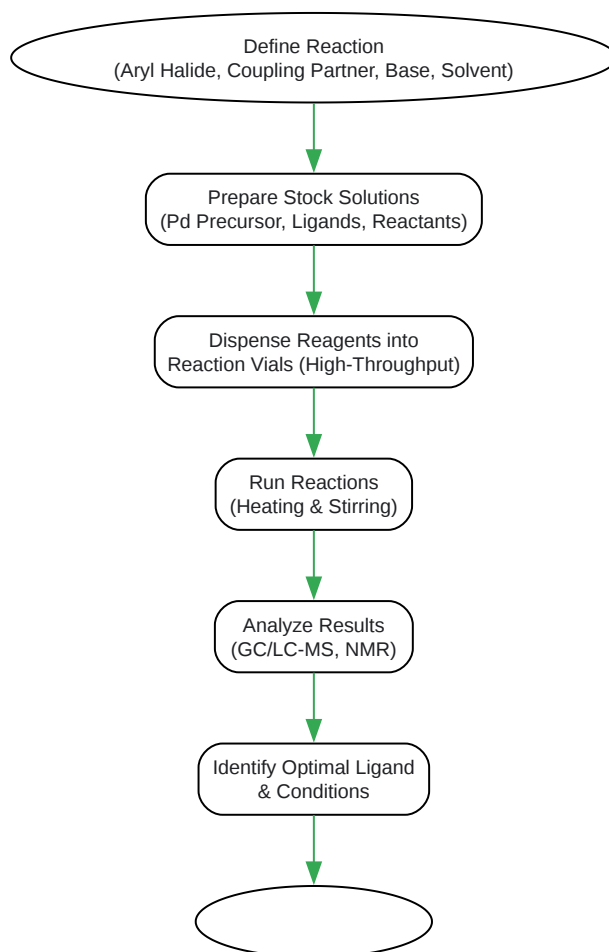 Define Reaction
(Aryl Halide, Coupling Partner, Base, Solvent)
Prepare Stock Solutions
(Pd Precursor, Ligands, Reactants)
Dispense Reagents into
Reaction Vials (High-Throughput)
Run Reactions
(Heating & Stirring)
Analyze Results
(GC/LC-MS, NMR)
Identify Optimal Ligand
& Conditions